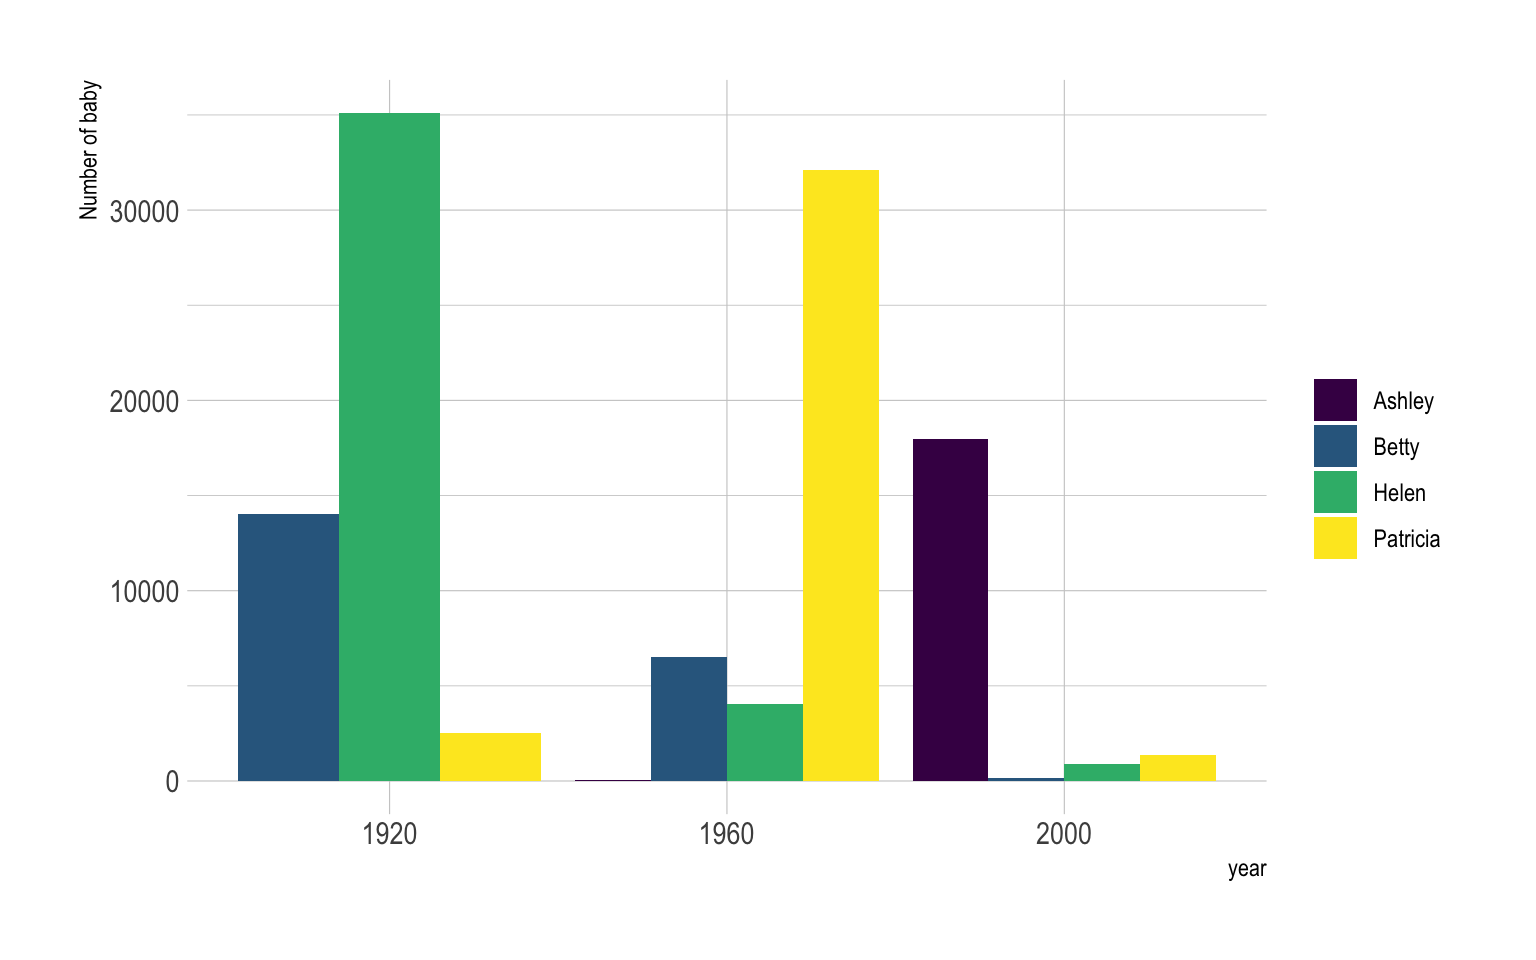 Number of baby
30000
20000
10000
0
1920
1960
2000
year
Ashley
Betty
Helen
Patricia